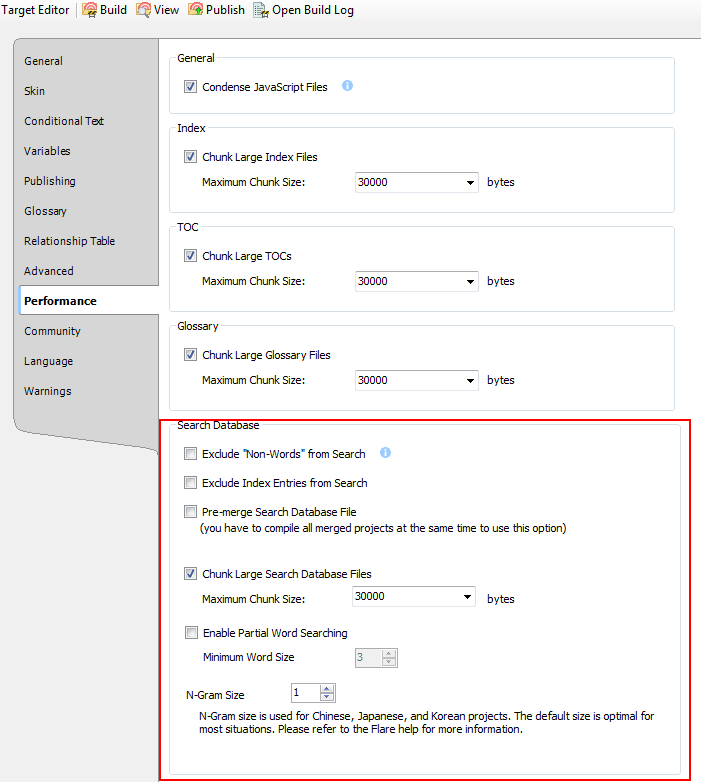 Target Editor Build View Publish Open Build Log
General
Skin
Conditional Text
Variables
Publishing
Glossary
Relationship Table
Advanced
Performance
Community
Language
Warnings
General
Condense JavaScript Files
Index
Chunk Large Index Files
Maximum Chunk Size: 30000 bytes
TOC
Chunk Large TOCs
Maximum Chunk Size: 30000 bytes
Glossary
Chunk Large Glossary Files
Maximum Chunk Size: 30000 bytes
Search Database
Exclude "Non-Words" from Search
Exclude Index Entries from Search
Pre-merge Search Database File
(you have to compile all merged projects at the same time to use this option)
Chunk Large Search Database Files
Maximum Chunk Size: 30000 bytes
Enable Partial Word Searching
Minimum Word Size 3
N-Gram Size 1
N-Gram size is used for Chinese, Japanese, and Korean projects. The default size is optimal for
most situations. Please refer to the Flare help for more information.